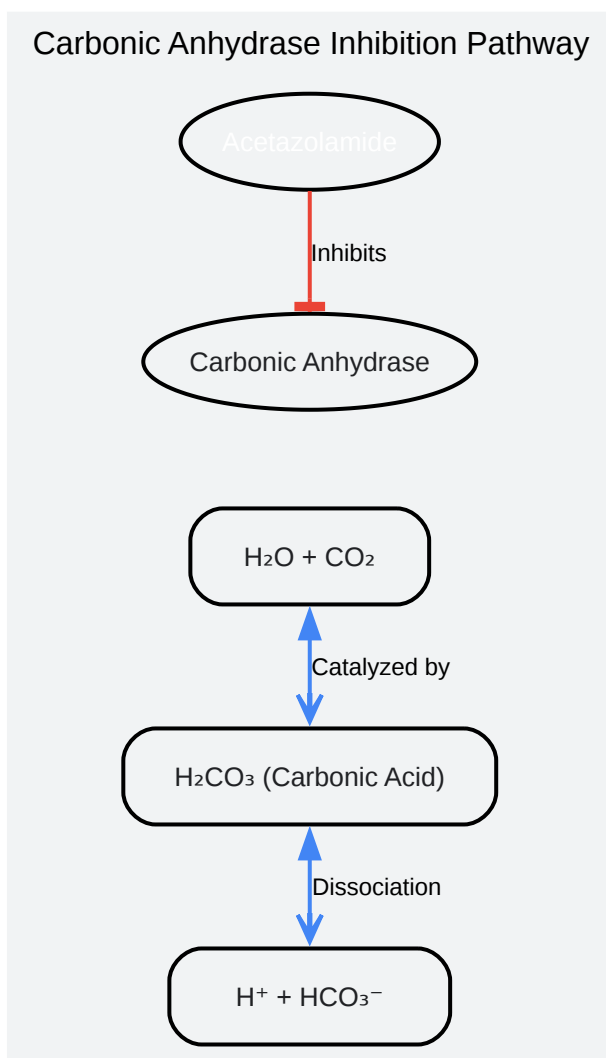 Carbonic Anhydrase Inhibition Pathway
Acetazolamide
Inhibits
Carbonic Anhydrase
H₂O + CO₂
Catalyzed by
H₂CO₃ (Carbonic Acid)
Dissociation
H⁺ + HCO₃⁻